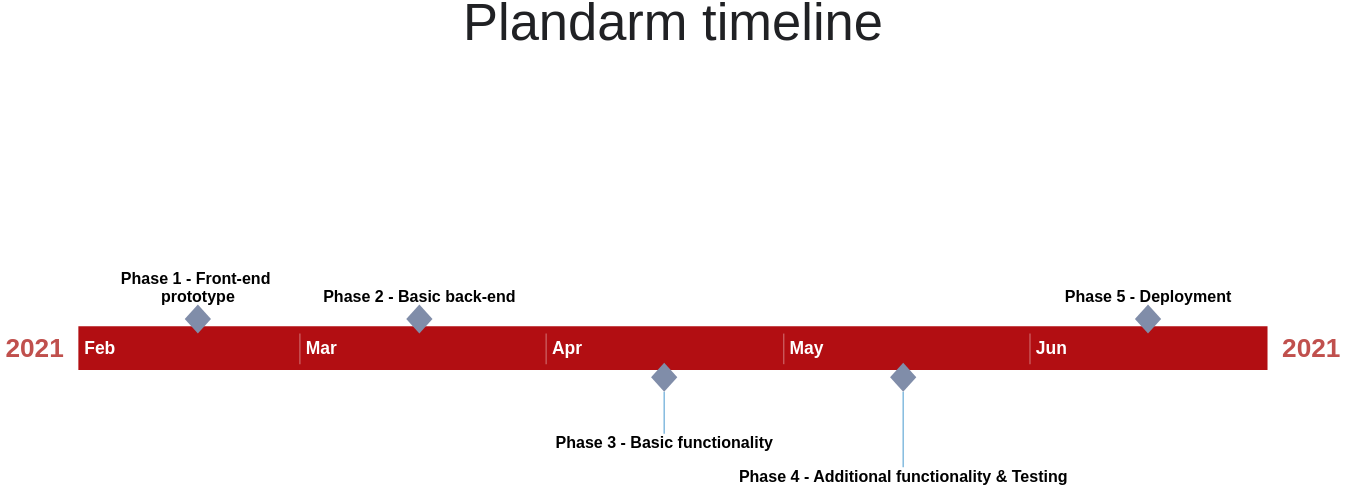 Plandarm timeline
Phase 1 - Front-end
prototype
Phase 2 - Basic back-end
Phase 5 - Deployment
2021
Feb
Mar
Apr
May
Jun
2021
Phase 3 - Basic functionality
Phase 4 - Additional functionality & Testing